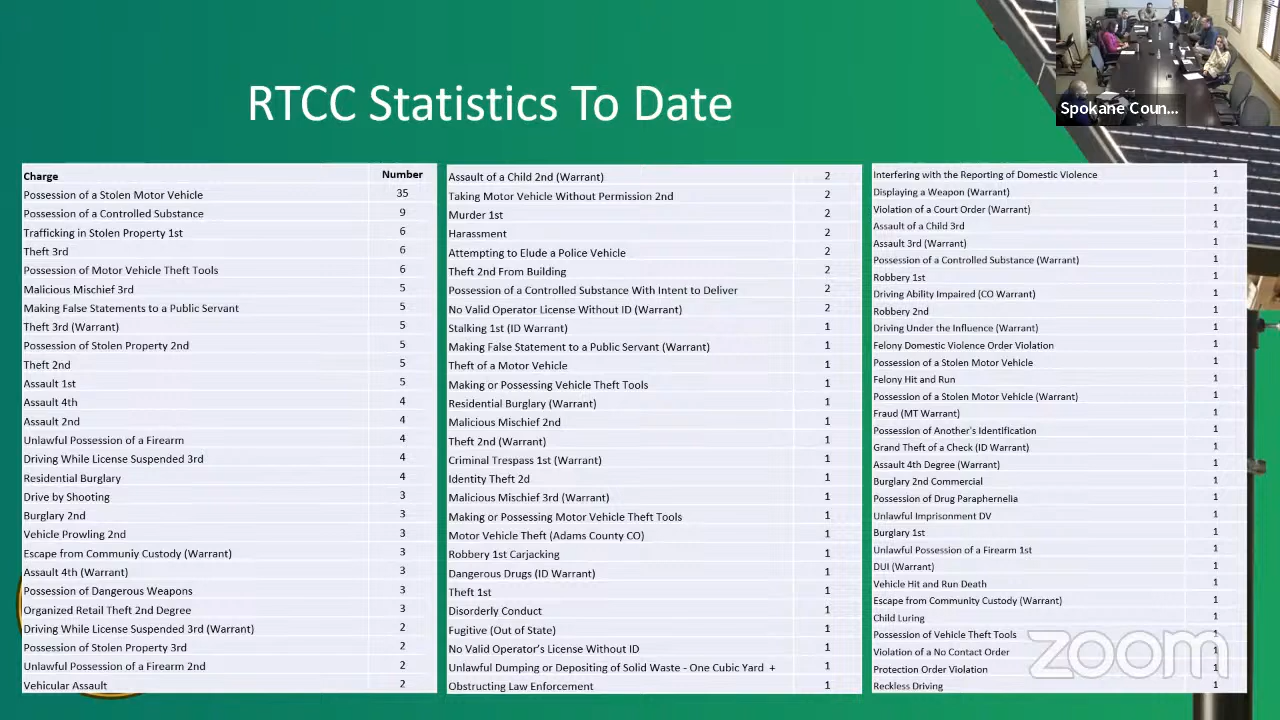 Spokane Coun...
RTCC Statistics To Date
Charge Number
Possession of a Stolen Motor Vehicle 35
Possession of a Controlled Substance 9
Trafficking in Stolen Property 1st 6
Theft 3rd 6
Possession of Motor Vehicle Theft Tools 6
Malicious Mischief 3rd 5
Making False Statements to a Public Servant 5
Theft 3rd (Warrant) 5
Possession of Stolen Property 2nd 5
Theft 2nd 5
Assault 1st 5
Assault 4th 4
Assault 2nd 4
Unlawful Possession of a Firearm 4
Driving While License Suspended 3rd 4
Residential Burglary 4
Drive by Shooting 3
Burglary 2nd 3
Vehicle Prowling 2nd 3
Escape from Communiy Custody (Warrant) 3
Assault 4th (Warrant) 3
Possession of Dangerous Weapons 3
Organized Retail Theft 2nd Degree 3
Driving While License Suspended 3rd (Warrant) 2
Possession of Stolen Property 3rd 2
Unlawful Possession of a Firearm 2nd 2
Vehicular Assault 2
Assault of a Child 2nd (Warrant) 2
Taking Motor Vehicle Without Permission 2nd 2
Murder 1st 2
Harassment 2
Attempting to Elude a Police Vehicle 2
Theft 2nd From Building 2
Possession of a Controlled Substance With Intent to Deliver 2
No Valid Operator License Without ID (Warrant) 2
Stalking 1st (ID Warrant) 1
Making False Statement to a Public Servant (Warrant) 1
Theft of a Motor Vehicle 1
Making or Possessing Vehicle Theft Tools 1
Residential Burglary (Warrant) 1
Malicious Mischief 2nd 1
Theft 2nd (Warrant) 1
Criminal Trespass 1st (Warrant) 1
Identity Theft 2d 1
Malicious Mischief 3rd (Warrant) 1
Making or Possessing Motor Vehicle Theft Tools 1
Motor Vehicle Theft (Adams County CO) 1
Robbery 1st Carjacking 1
Dangerous Drugs (ID Warrant) 1
Theft 1st 1
Disorderly Conduct 1
Fugitive (Out of State) 1
No Valid Operator's License Without ID 1
Unlawful Dumping or Depositing of Solid Waste - One Cubic Yard + 1
Obstructing Law Enforcement 1
Interfering with the Reporting of Domestic Violence 1
Displaying a Weapon (Warrant) 1
Violation of a Court Order (Warrant) 1
Assault of a Child 3rd 1
Assault 3rd (Warrant) 1
Possession of a Controlled Substance (Warrant) 1
Robbery 1st 1
Driving Ability Impaired (CO Warrant) 1
Robbery 2nd 1
Driving Under the Influence (Warrant) 1
Felony Domestic Violence Order Violation 1
Possession of a Stolen Motor Vehicle 1
Felony Hit and Run 1
Possession of a Stolen Motor Vehicle (Warrant) 1
Fraud (MT Warrant) 1
Possession of Another's Identification 1
Grand Theft of a Check (ID Warrant) 1
Assault 4th Degree (Warrant) 1
Burglary 2nd Commercial 1
Possession of Drug Paraphernelia 1
Unlawful Imprisonment DV 1
Burglary 1st 1
Unlawful Possession of a Firearm 1st 1
DUI (Warrant) 1
Vehicle Hit and Run Death 1
Escape from Community Custody (Warrant) 1
Child Luring 1
Possession of Vehicle Theft Tools 1
Violation of a No Contact Order 1
Protection Order Violation 1
Reckless Driving 1
zoom